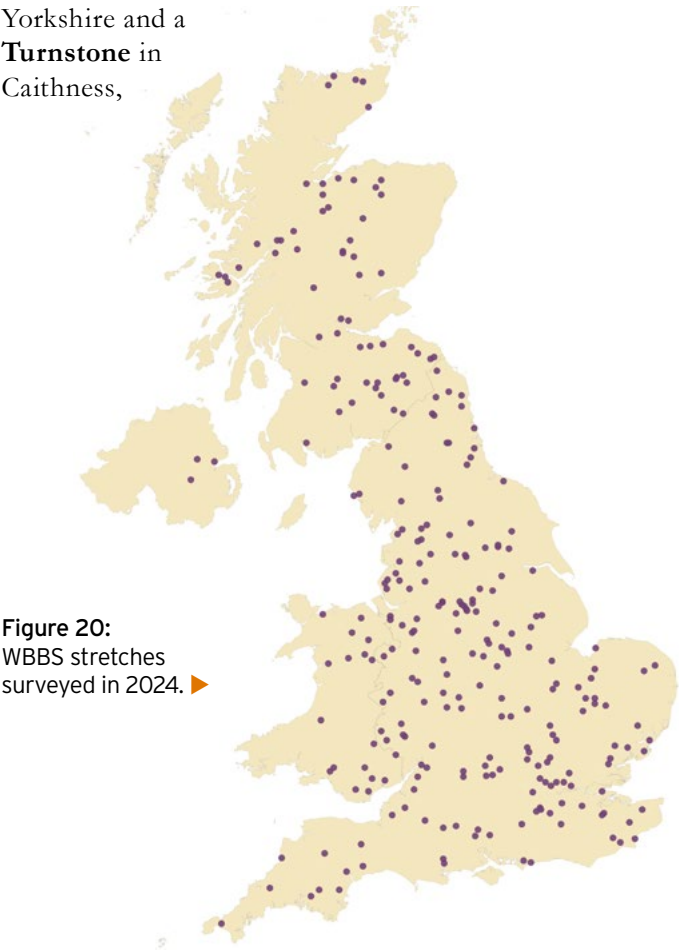 Yorkshire and a
Turnstone in
Caithness,
Figure 20:
WBBS stretches
surveyed in 2024. ▶